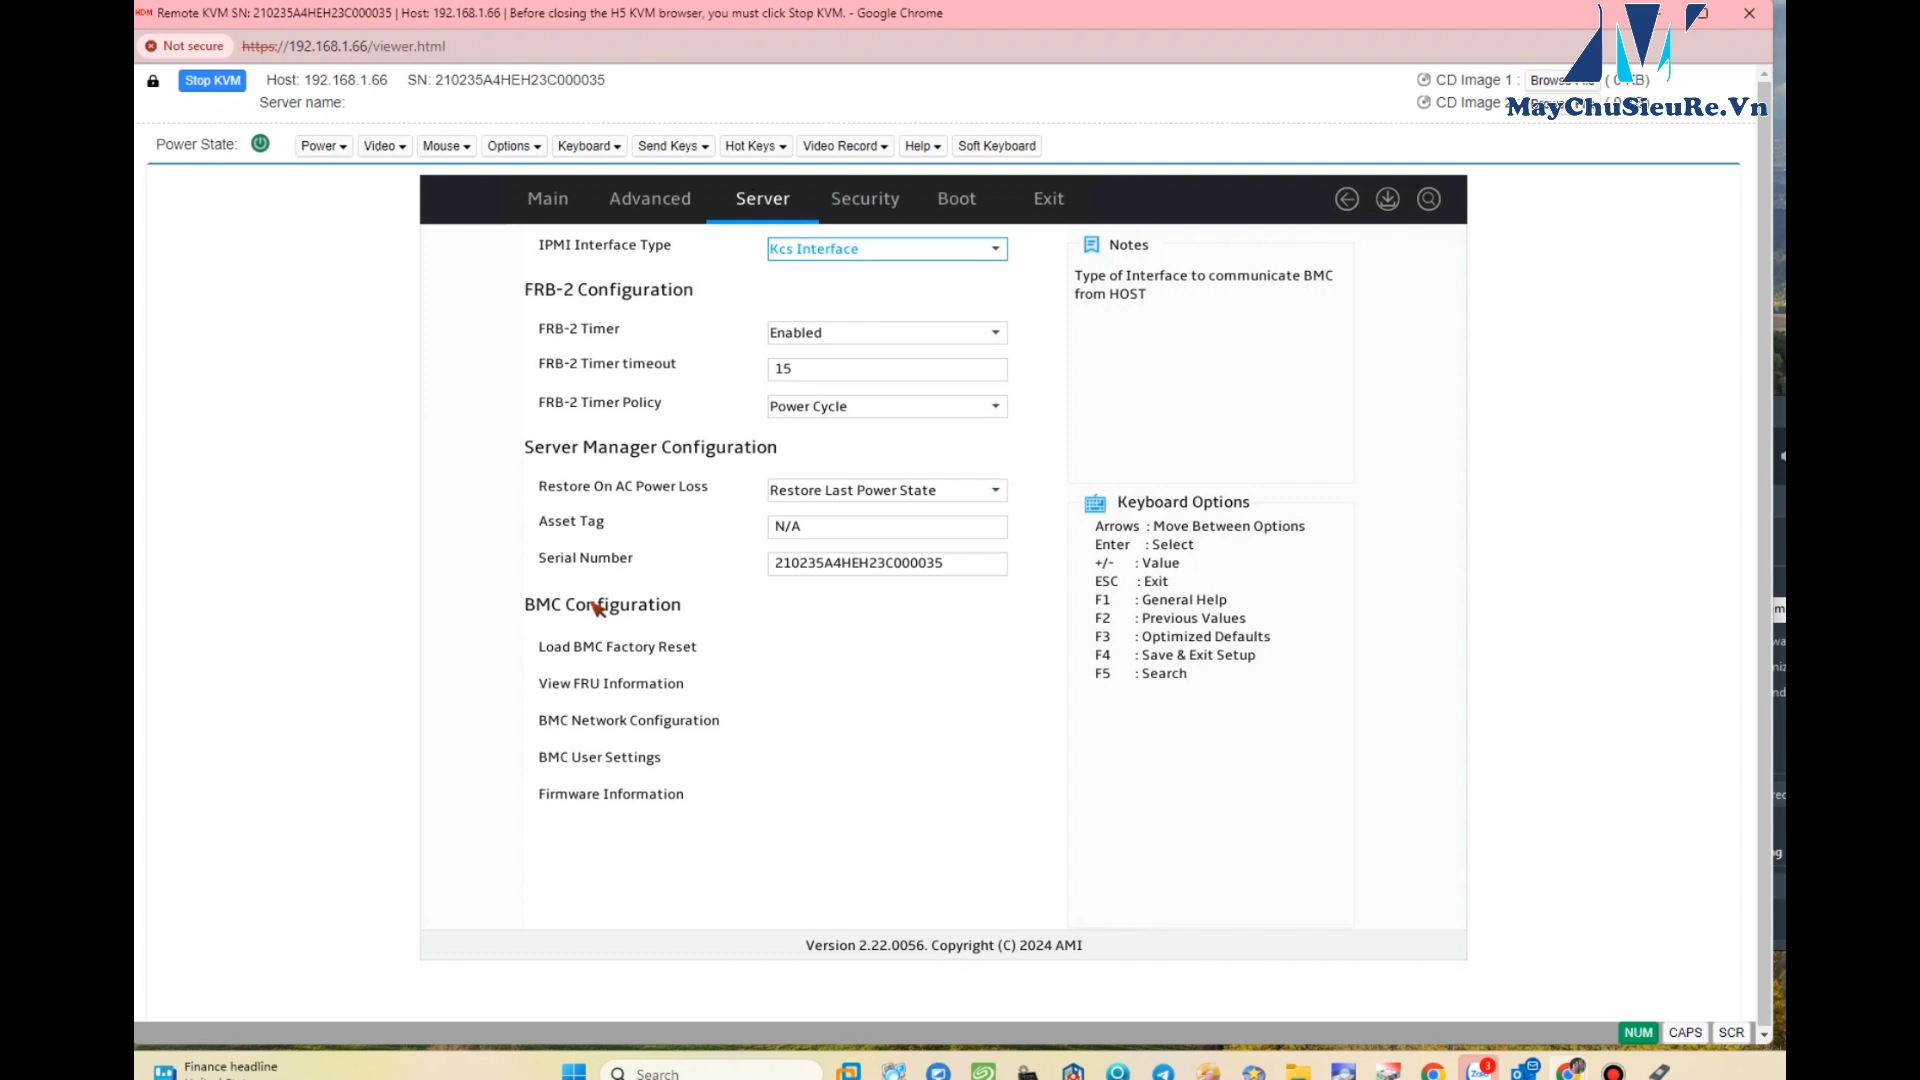 HDM Remote KVM SN: 210235A4HEH23C000035 | Host: 192.168.1.66 | Before closing the H5 KVM browser, you must click Stop KVM. - Google Chrome
Not secure https://192.168.1.66/viewer.html
Stop KVM Host: 192.168.1.66 SN: 210235A4HEH23C000035
Server name:
CD Image 1 :
CD Image
MayChuSieuRe.Vn
Power State: Power Video Mouse Options Keyboard Send Keys Hot Keys Video Record Help Soft Keyboard
Main Advanced Server Security Boot Exit
IPMI Interface Type Kcs Interface
FRB-2 Configuration
FRB-2 Timer Enabled
FRB-2 Timer timeout 15
FRB-2 Timer Policy Power Cycle
Server Manager Configuration
Restore On AC Power Loss Restore Last Power State
Asset Tag N/A
Serial Number 210235A4HEH23C000035
BMC Configuration
Load BMC Factory Reset
View FRU Information
BMC Network Configuration
BMC User Settings
Firmware Information
Notes
Type of Interface to communicate BMC
from HOST
Keyboard Options
Arrows : Move Between Options
Enter : Select
+/- : Value
ESC : Exit
F1 : General Help
F2 : Previous Values
F3 : Optimized Defaults
F4 : Save & Exit Setup
F5 : Search
Version 2.22.0056. Copyright (C) 2024 AMI
NUM CAPS SCR
Finance headline
Search
3